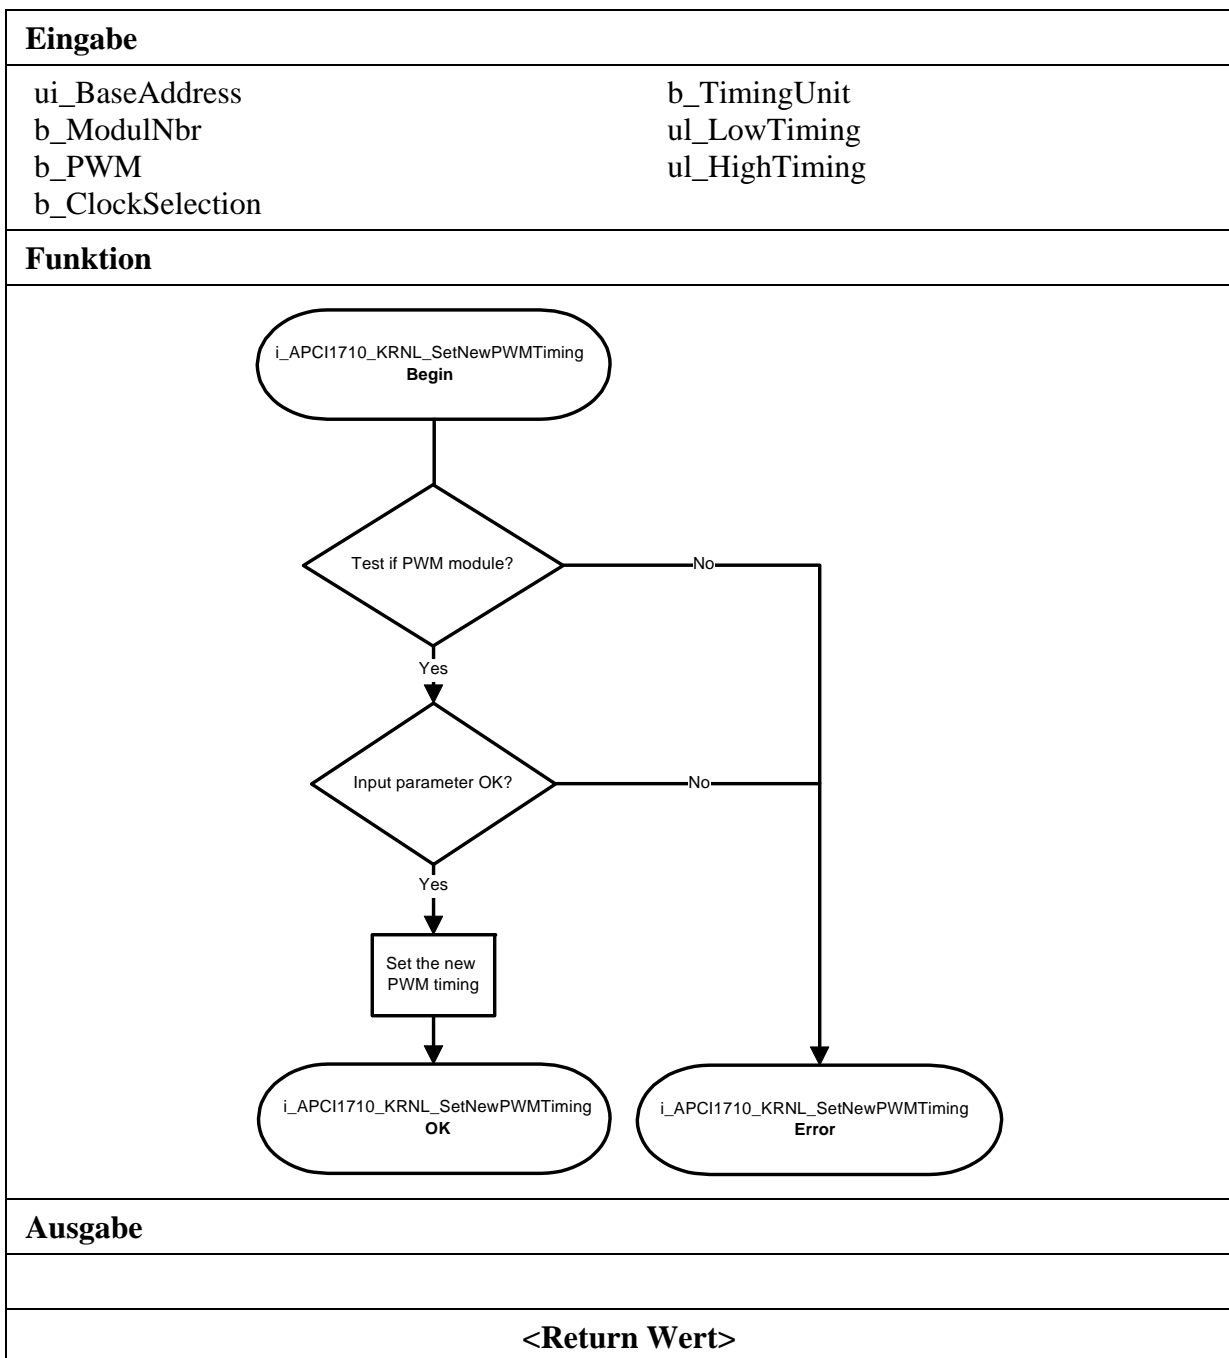 Eingabe
ui_BaseAddress
b_ModulNbr
b_PWM
b_ClockSelection
b_TimingUnit
ul_LowTiming
ul_HighTiming
Funktion
i_APCI1710_KRNL_SetNewPWMTiming
Begin
Test if PWM module?
No
Yes
Input parameter OK?
No
Yes
Set the new
PWM timing
i_APCI1710_KRNL_SetNewPWMTiming
OK
i_APCI1710_KRNL_SetNewPWMTiming
Error
Ausgabe
<Return Wert>